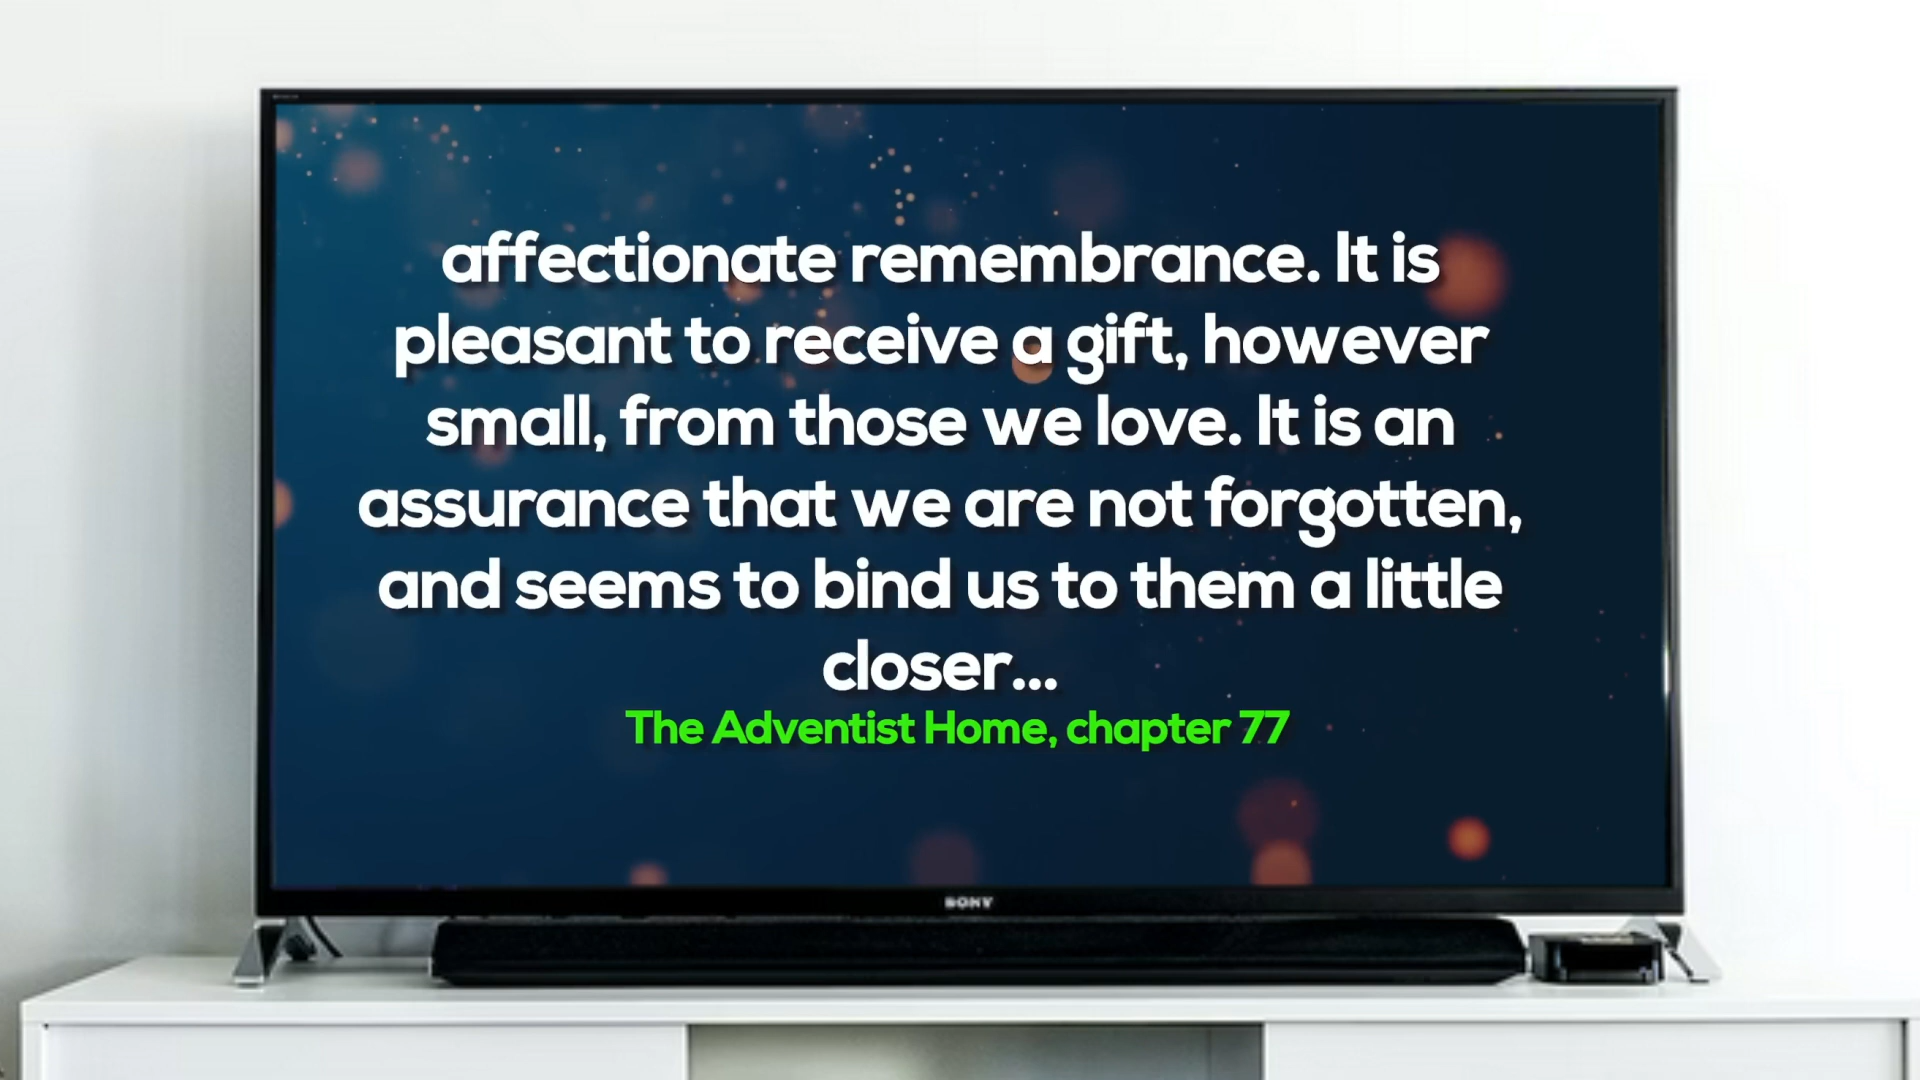 affectionate remembrance. It is
pleasant to receive a gift, however
small, from those we love. It is an
assurance that we are not forgotten,
and seems to bind us to them a little
closer...
The Adventist Home, chapter 77
SONY